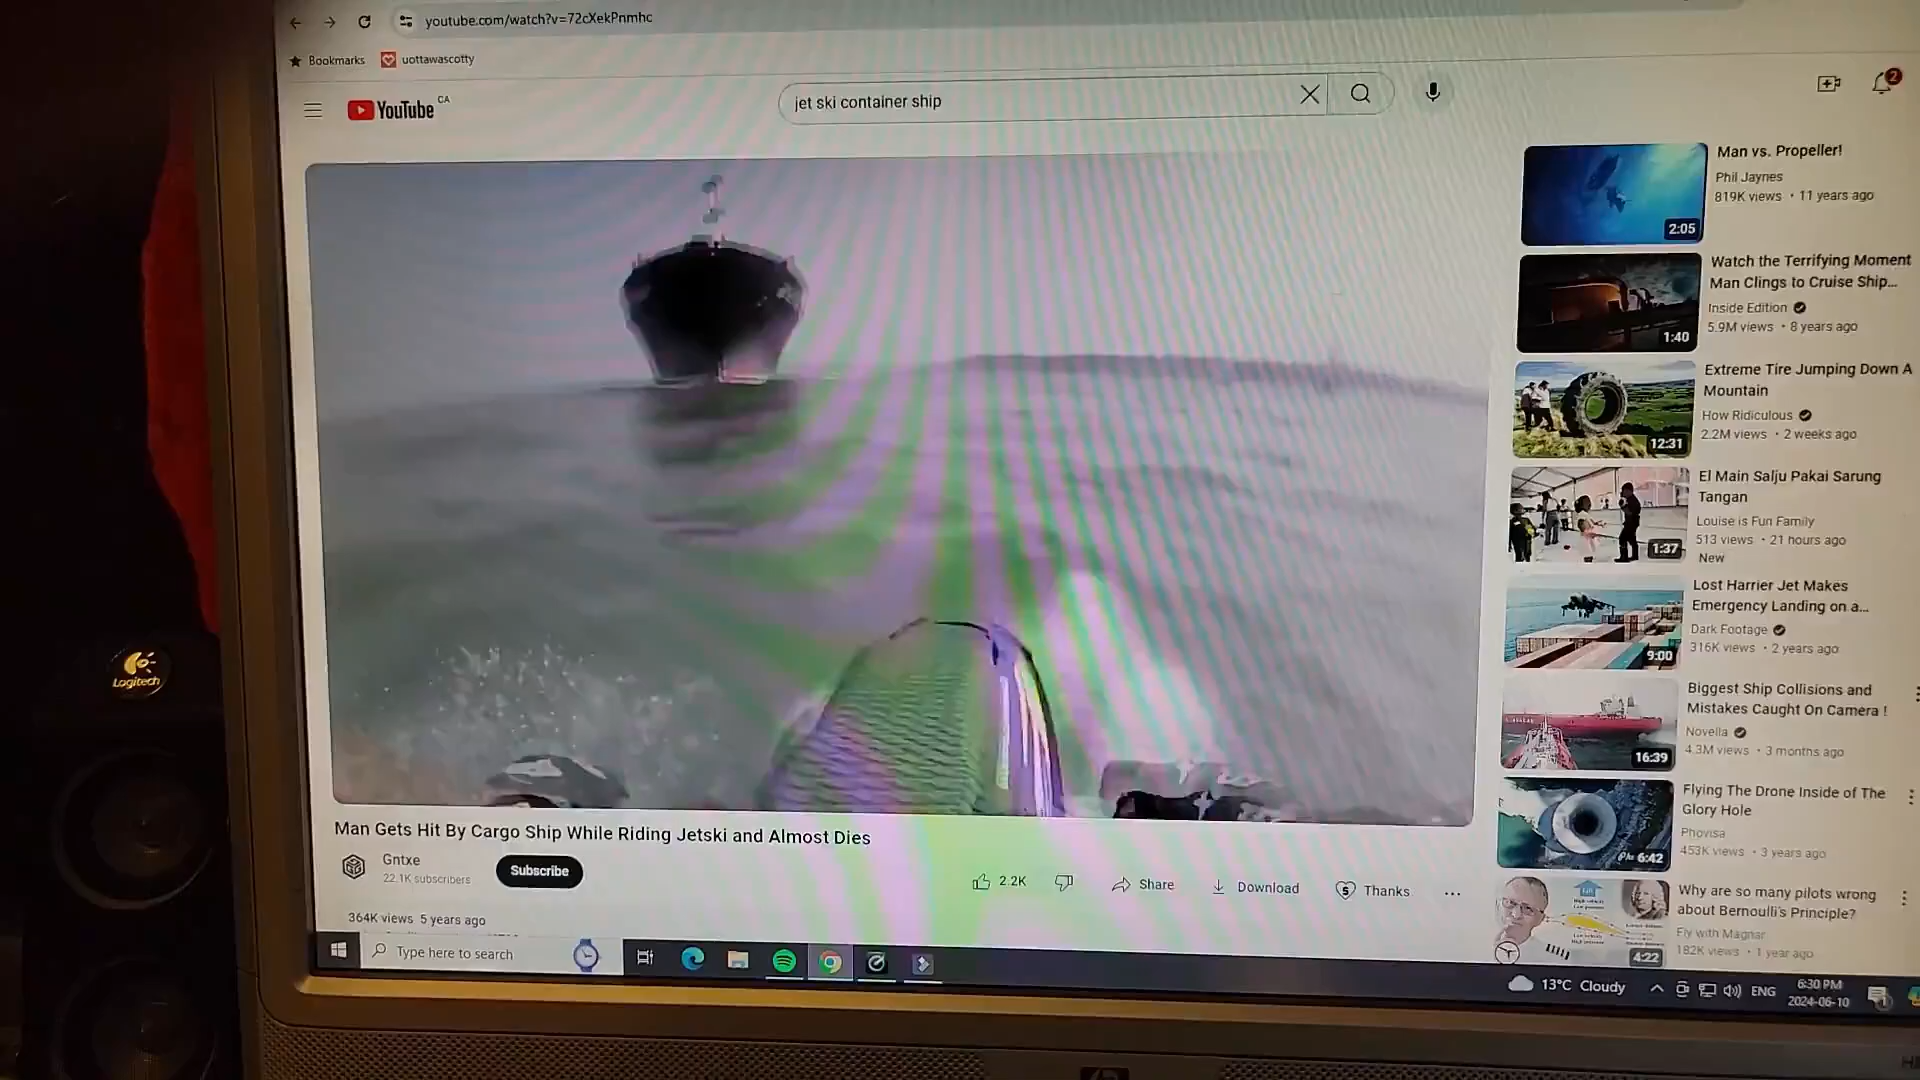 youtube.com/watch?v=72cXekPnmhc
Bookmarks
uottawascotty
YouTube CA
jet ski container ship
2
Man vs. Propeller!
Phil Jaynes
819K views • 11 years ago
2:05
Watch the Terrifying Moment
Man Clings to Cruise Ship...
Inside Edition
5.9M views • 8 years ago
1:40
Extreme Tire Jumping Down A
Mountain
How Ridiculous
2.2M views • 2 weeks ago
12:31
El Main Salju Pakai Sarung
Tangan
Louise is Fun Family
513 views • 21 hours ago
New
1:37
Lost Harrier Jet Makes
Emergency Landing on a...
Dark Footage
316K views • 2 years ago
9:00
Biggest Ship Collisions and
Mistakes Caught On Camera !
Novella
4.3M views • 3 months ago
16:39
Flying The Drone Inside of The
Glory Hole
Phovisa
453K views • 3 years ago
6:42
Why are so many pilots wrong
about Bernoulli's Principle?
Fly with Magnar
182K views • 1 year ago
4:22
Man Gets Hit By Cargo Ship While Riding Jetski and Almost Dies
Gntxe
22.1K subscribers
Subscribe
2.2K
Share
Download
Thanks
364K views 5 years ago
Type here to search
13°C Cloudy
ENG
6:30 PM
2024-06-10
Logitech
hp